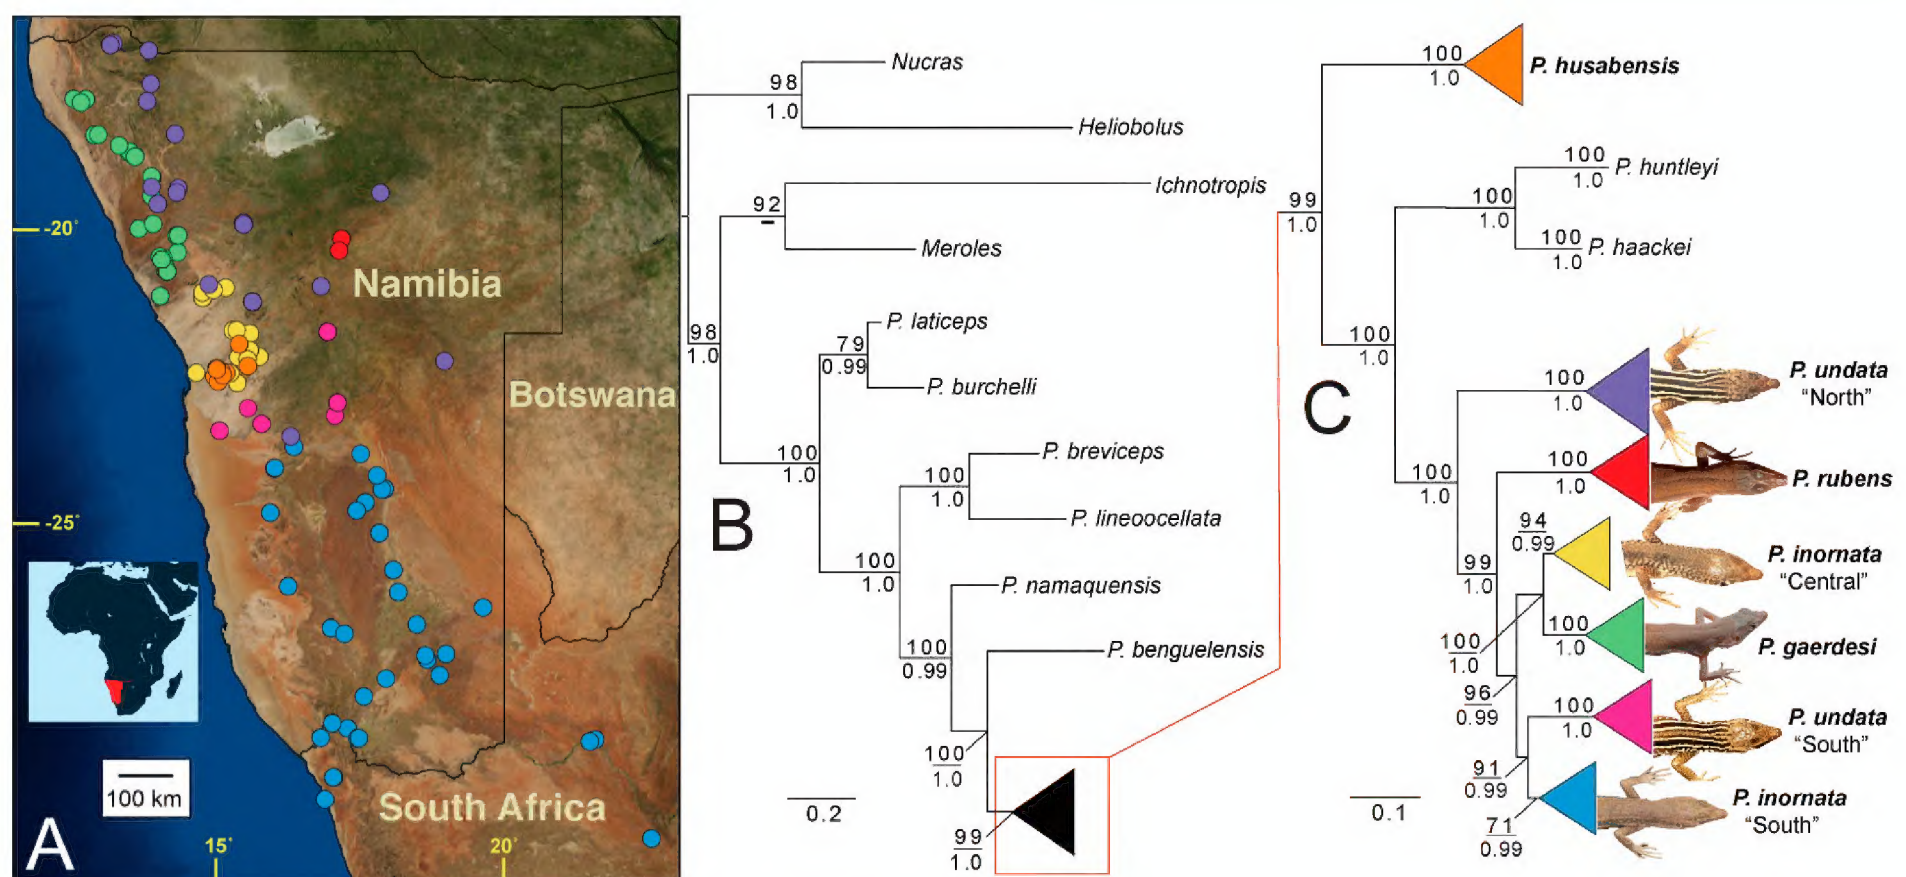 -20°
-25°
Namibia
Botswana
South Africa
100 km
15°
20°
A
Nucras
98
1.0
Heliobolus
Ichnotropis
92
–
Meroles
98
1.0
P. laticeps
79
0.99
P. burchelli
100
1.0
P. breviceps
100
1.0
P. lineoocellata
100
1.0
P. namaquensis
100
0.99
P. benguelensis
100
1.0
99
1.0
0.2
B
100
1.0
P. husabensis
100
1.0
P. huntleyi
100
1.0
99
1.0
100
1.0
P. haackei
100
1.0
C
100
1.0
P. undata
“North”
100
1.0
100
1.0
P. rubens
94
0.99
P. inornata
“Central”
99
1.0
100
1.0
P. gaerdesi
100
1.0
96
0.99
100
1.0
P. undata
“South”
91
0.99
71
0.99
P. inornata
“South”
0.1